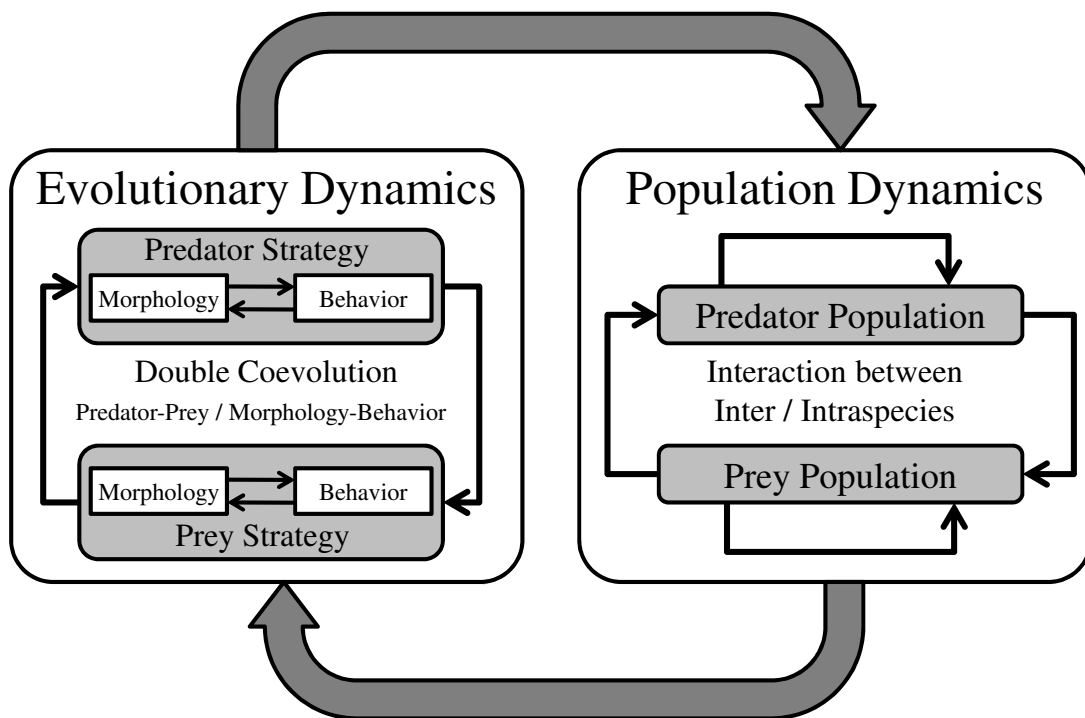 Evolutionary Dynamics
Predator Strategy
Morphology
Behavior
Double Coevolution
Predator-Prey / Morphology-Behavior
Morphology
Behavior
Prey Strategy
Population Dynamics
Predator Population
Interaction between
Inter / Intraspecies
Prey Population